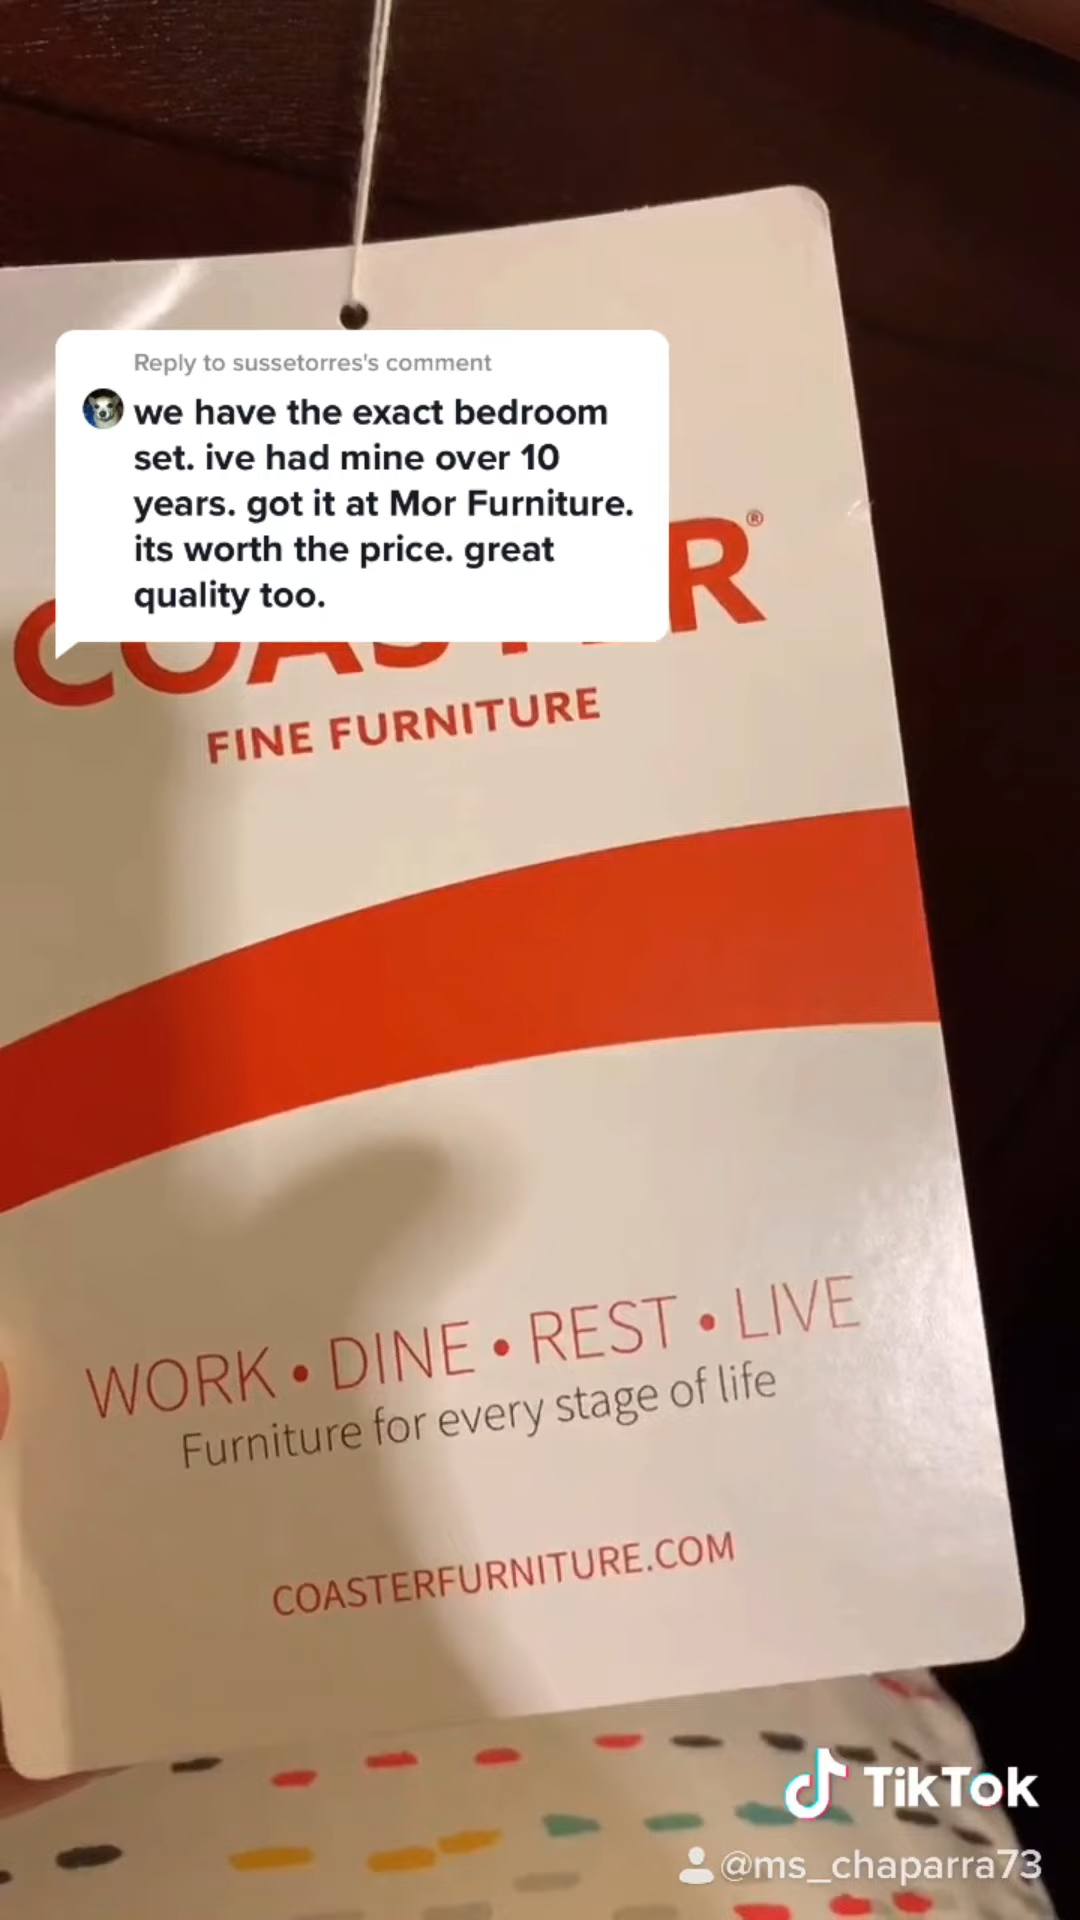 Reply to sussetorres's comment
we have the exact bedroom
set. ive had mine over 10
years. got it at Mor Furniture.
its worth the price. great
quality too.
COASTER®
FINE FURNITURE
WORK • DINE • REST • LIVE
Furniture for every stage of life
COASTERFURNITURE.COM
TikTok
@ms_chaparra73